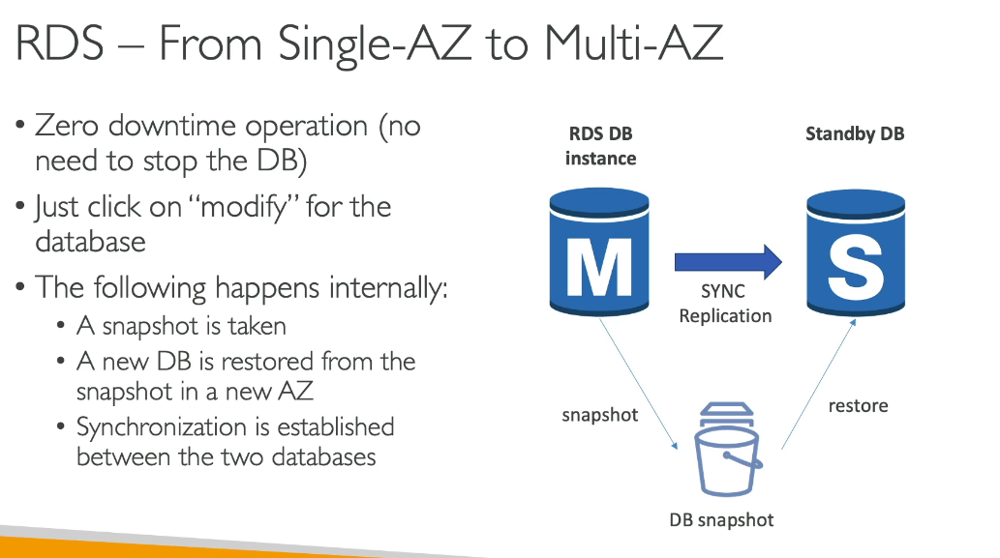 RDS – From Single-AZ to Multi-AZ
• Zero downtime operation (no
need to stop the DB)
• Just click on “modify” for the
database
• The following happens internally:
• A snapshot is taken
• A new DB is restored from the
snapshot in a new AZ
• Synchronization is established
between the two databases
RDS DB
instance
Standby DB
M
S
SYNC
Replication
snapshot
restore
DB snapshot